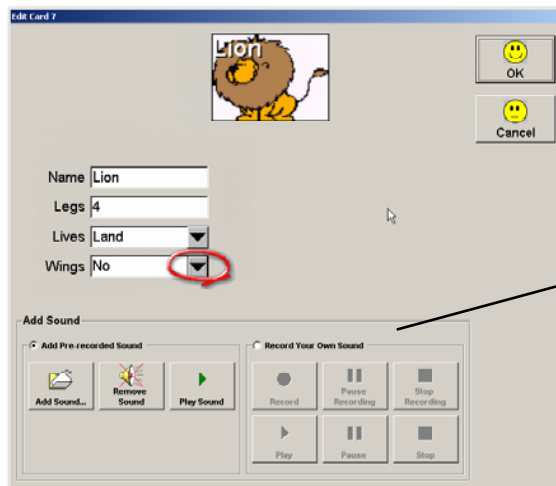 Edit Card 7
Lion
OK
Cancel
Name Lion
Legs 4
Lives Land
Wings No
Add Sound
Add Pre-recorded Sound
Record Your Own Sound
Add Sound...
Remove Sound
Play Sound
Record
Pause Recording
Stop Recording
Play
Pause
Stop